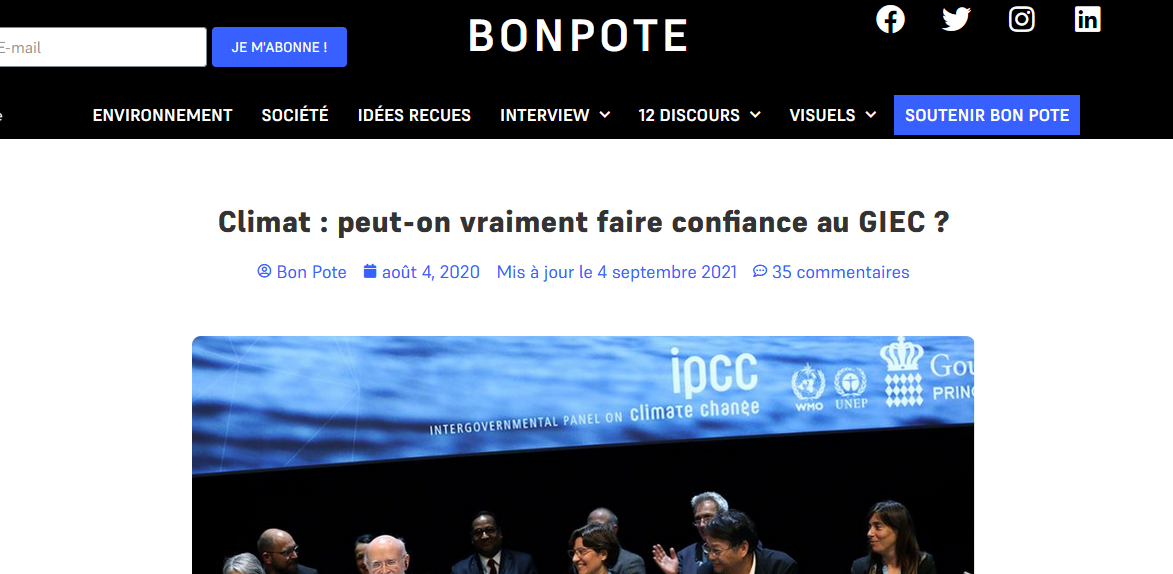 BONPOTE
E-mail
JE M'ABONNE !
e
ENVIRONNEMENT SOCIÉTÉ IDÉES RECUES INTERVIEW 12 DISCOURS VISUELS SOUTENIR BON POTE
Climat : peut-on vraiment faire confiance au GIEC ?
Bon Pote août 4, 2020 Mis à jour le 4 septembre 2021 35 commentaires
ipcc
INTERGOVERNMENTAL PANEL ON climate change
WMO UNEP
Gou
PRINC